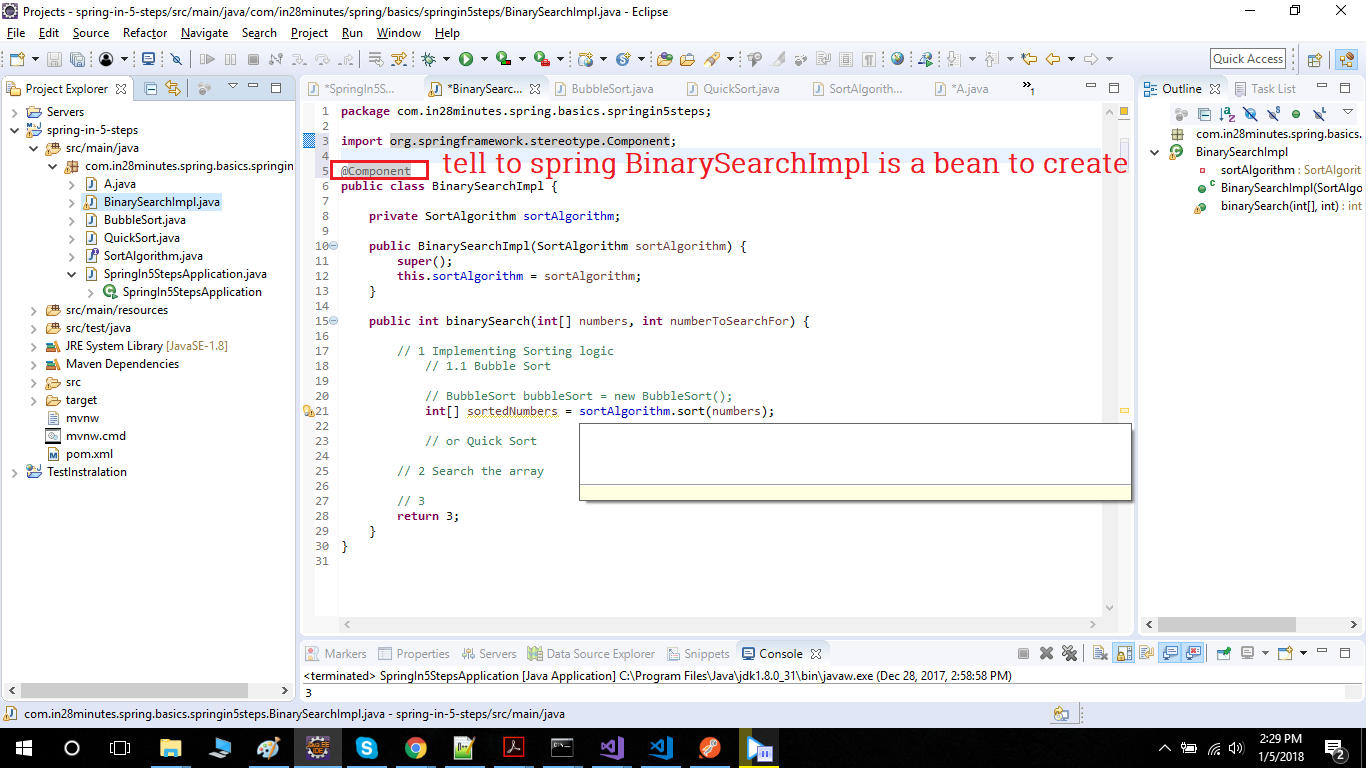 Projects - spring-in-5-steps/src/main/java/com/in28minutes/spring/basics/springin5steps/BinarySearchImpl.java - Eclipse
File Edit Source Refactor Navigate Search Project Run Window Help
Quick Access
Project Explorer
Servers
spring-in-5-steps
src/main/java
com.in28minutes.spring.basics.springin
A.java
BinarySearchImpl.java
BubbleSort.java
QuickSort.java
SortAlgorithm.java
SpringIn5StepsApplication.java
SpringIn5StepsApplication
src/main/resources
src/test/java
JRE System Library [JavaSE-1.8]
Maven Dependencies
src
target
mvnw
mvnw.cmd
pom.xml
TestInstralation
*SpringIn5S... *BinarySearc... BubbleSort.java QuickSort.java SortAlgorith... *A.java »1
1 package com.in28minutes.spring.basics.springin5steps;
2
3 import org.springframework.stereotype.Component;
4
5 @Component
tell to spring BinarySearchImpl is a bean to create
6 public class BinarySearchImpl {
7
8 private SortAlgorithm sortAlgorithm;
9
10 public BinarySearchImpl(SortAlgorithm sortAlgorithm) {
11 super();
12 this.sortAlgorithm = sortAlgorithm;
13 }
14
15 public int binarySearch(int[] numbers, int numberToSearchFor) {
16
17 // 1 Implementing Sorting logic
18 // 1.1 Bubble Sort
19
20 // BubbleSort bubbleSort = new BubbleSort();
21 int[] sortedNumbers = sortAlgorithm.sort(numbers);
22
23 // or Quick Sort
24
25 // 2 Search the array
26
27 // 3
28 return 3;
29 }
30 }
31
Outline Task List
com.in28minutes.spring.basics.
BinarySearchImpl
sortAlgorithm : SortAlgorit
BinarySearchImpl(SortAlgo
binarySearch(int[], int) : int
Markers Properties Servers Data Source Explorer Snippets Console
<terminated> SpringIn5StepsApplication [Java Application] C:\Program Files\Java\jdk1.8.0_31\bin\javaw.exe (Dec 28, 2017, 2:58:58 PM)
3
com.in28minutes.spring.basics.springin5steps.BinarySearchImpl.java - spring-in-5-steps/src/main/java
2:29 PM
1/5/2018
2